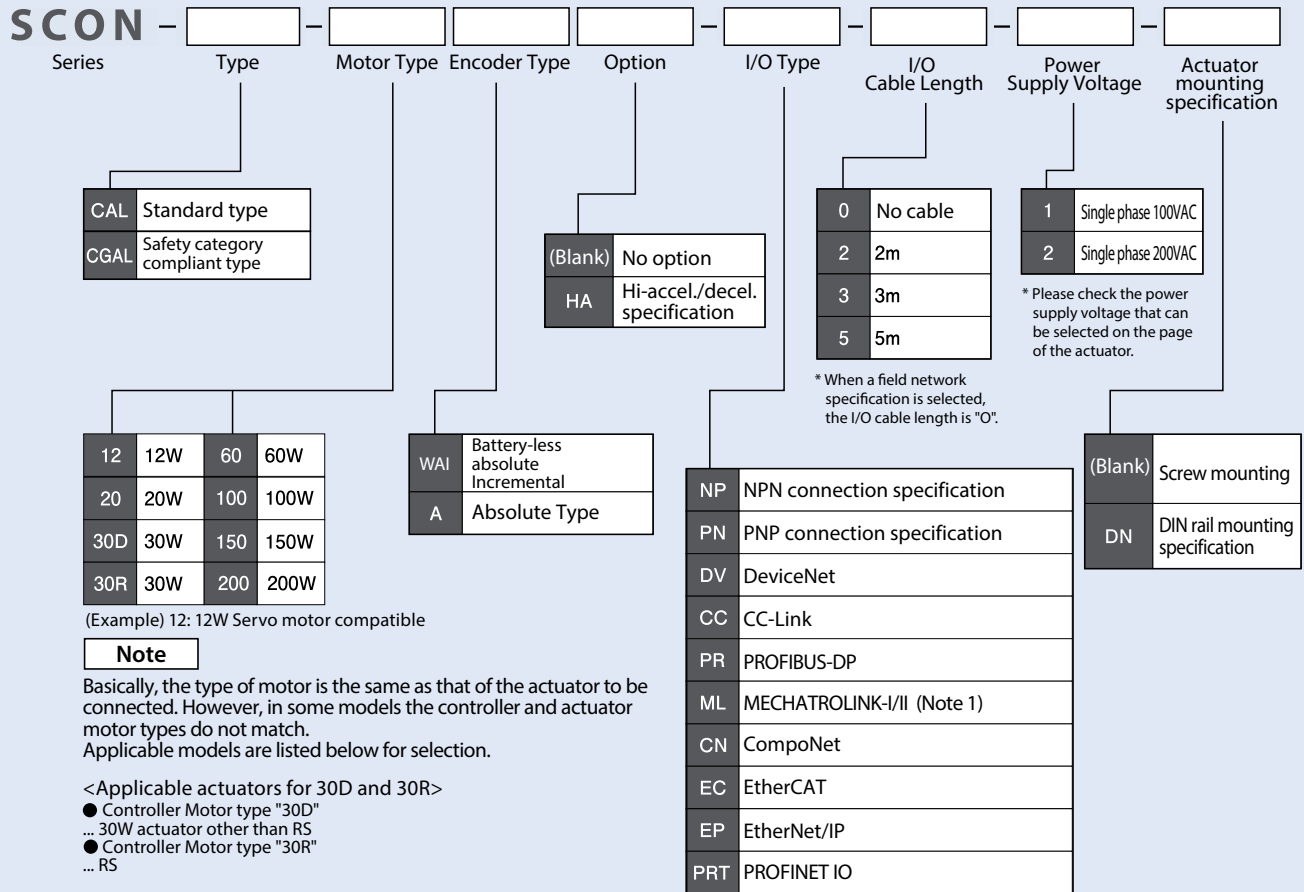 SCON – – – – – –
Series
Type
Motor Type
Encoder Type
Option
I/O Type
I/O
Cable Length
Power
Supply Voltage
Actuator
mounting
specification
CAL Standard type
CGAL Safety category
compliant type
(Blank) No option
HA Hi-accel./decel.
specification
0 No cable
2 2m
3 3m
5 5m
* When a field network
specification is selected,
the I/O cable length is "O".
1 Single phase 100VAC
2 Single phase 200VAC
* Please check the power
supply voltage that can
be selected on the page
of the actuator.
12 12W 60 60W
20 20W 100 100W
30D 30W 150 150W
30R 30W 200 200W
(Example) 12: 12W Servo motor compatible
WAI Battery-less
absolute
Incremental
A Absolute Type
NP NPN connection specification
PN PNP connection specification
DV DeviceNet
CC CC-Link
PR PROFIBUS-DP
ML MECHATROLINK-I/II (Note 1)
CN CompoNet
EC EtherCAT
EP EtherNet/IP
PRT PROFINET IO
(Blank) Screw mounting
DN DIN rail mounting
specification
Note
Basically, the type of motor is the same as that of the actuator to be
connected. However, in some models the controller and actuator
motor types do not match.
Applicable models are listed below for selection.
<Applicable actuators for 30D and 30R>
● Controller Motor type "30D"
... 30W actuator other than RS
● Controller Motor type "30R"
... RS